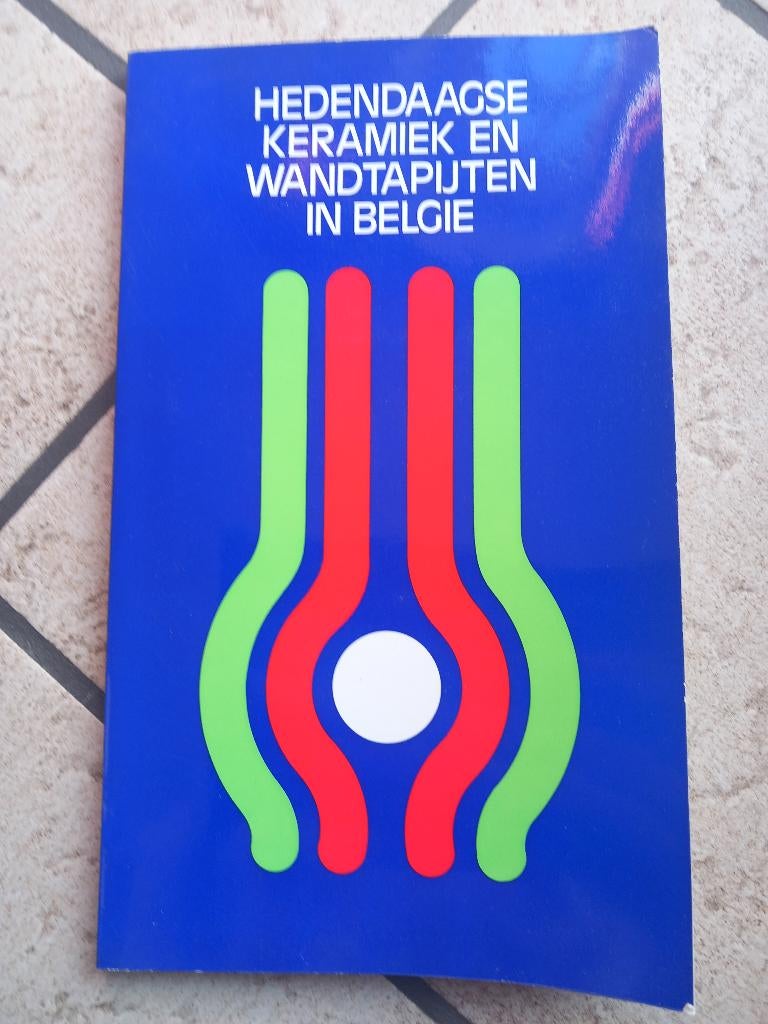 HEDENDAAGSE
KERAMIEK EN
WANDTAPIJTEN
IN BELGIE